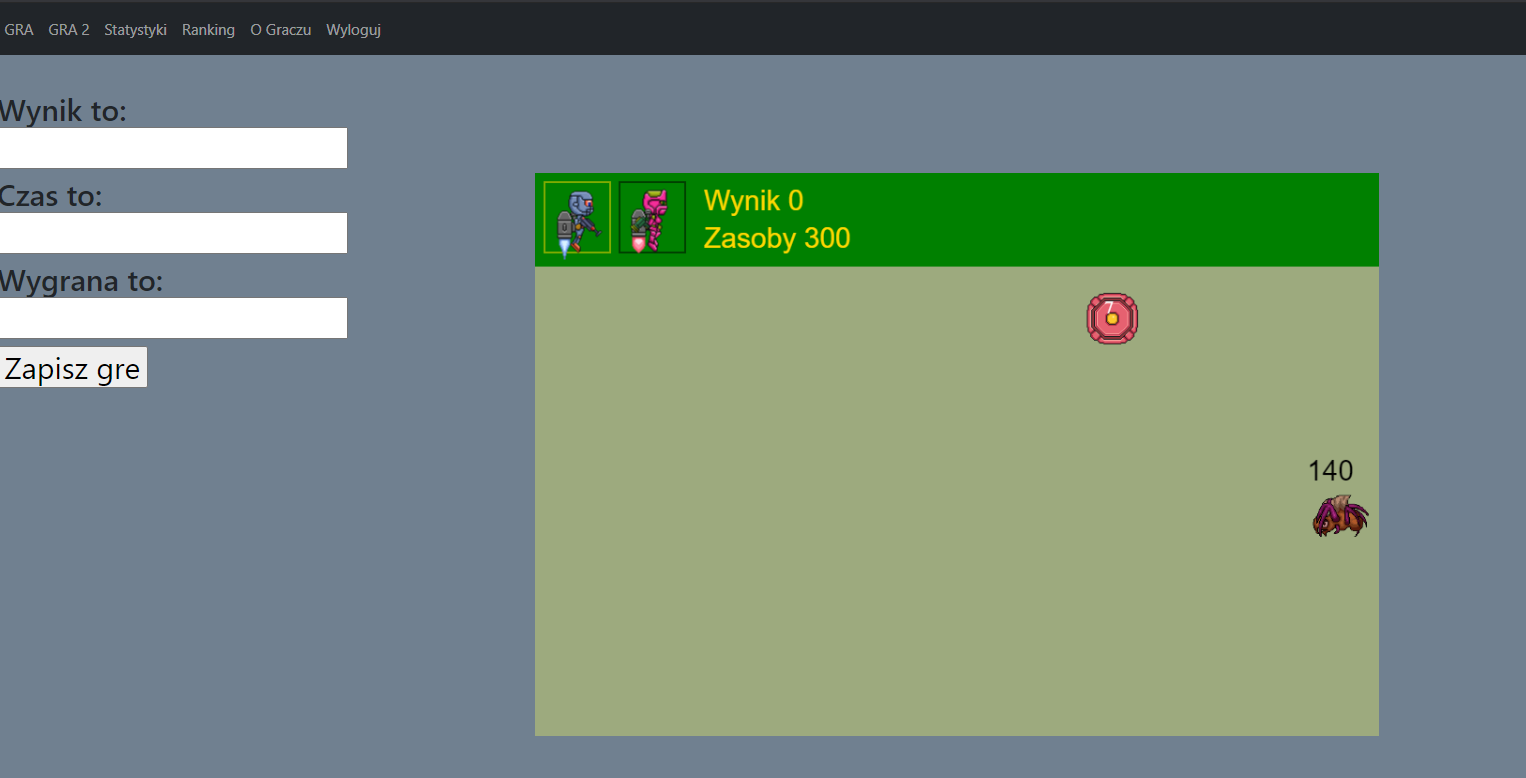 GRA GRA 2 Statystyki Ranking O Graczu Wyloguj
Wynik to:
Czas to:
Wygrana to:
Zapisz gre
Wynik 0
Zasoby 300
7
140